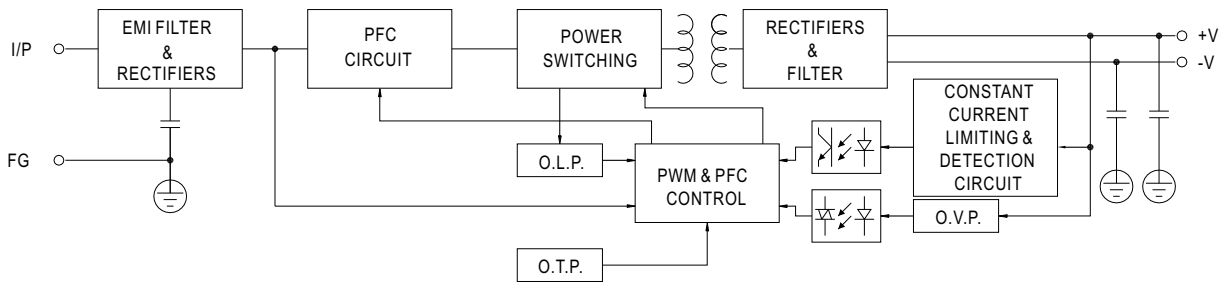 I/P
EMI FILTER
&
RECTIFIERS
PFC
CIRCUIT
POWER
SWITCHING
RECTIFIERS
&
FILTER
+V
-V
CONSTANT
CURRENT
LIMITING &
DETECTION
CIRCUIT
FG
O.L.P.
PWM & PFC
CONTROL
O.V.P.
O.T.P.